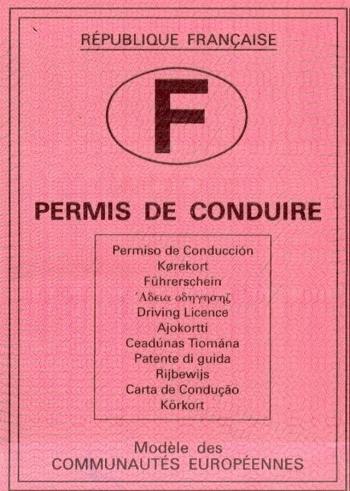 RÉPUBLIQUE FRANÇAISE
F
PERMIS DE CONDUIRE
Permiso de Conducción
Kørekort
Führerschein
Άδεια οδηγησηζ
Driving Licence
Ajokortti
Ceadúnas Tiomána
Patente di guida
Rijbewijs
Carta de Condução
Körkort
Modèle des
COMMUNAUTÉS EUROPÉENNES